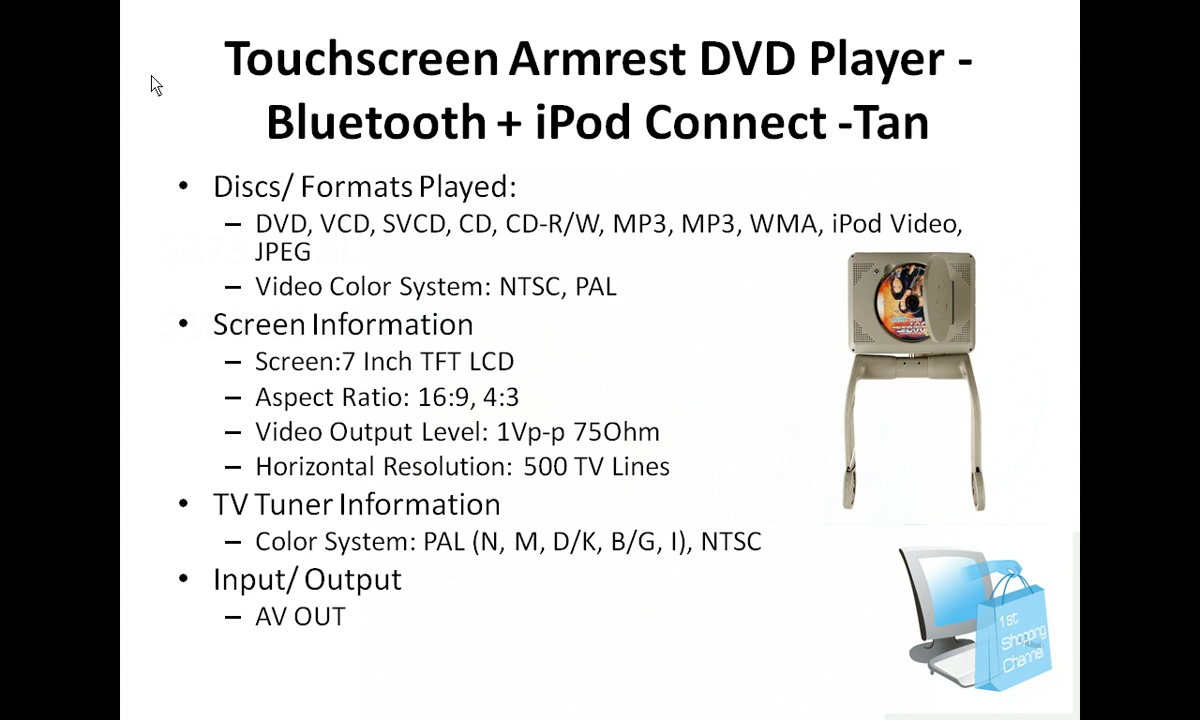 Touchscreen Armrest DVD Player -
Bluetooth + iPod Connect -Tan
• Discs/ Formats Played:
– DVD, VCD, SVCD, CD, CD-R/W, MP3, MP3, WMA, iPod Video,
JPEG
– Video Color System: NTSC, PAL
• Screen Information
– Screen:7 Inch TFT LCD
– Aspect Ratio: 16:9, 4:3
– Video Output Level: 1Vp-p 75Ohm
– Horizontal Resolution: 500 TV Lines
• TV Tuner Information
– Color System: PAL (N, M, D/K, B/G, I), NTSC
• Input/ Output
– AV OUT
1st
Shopping
Channel